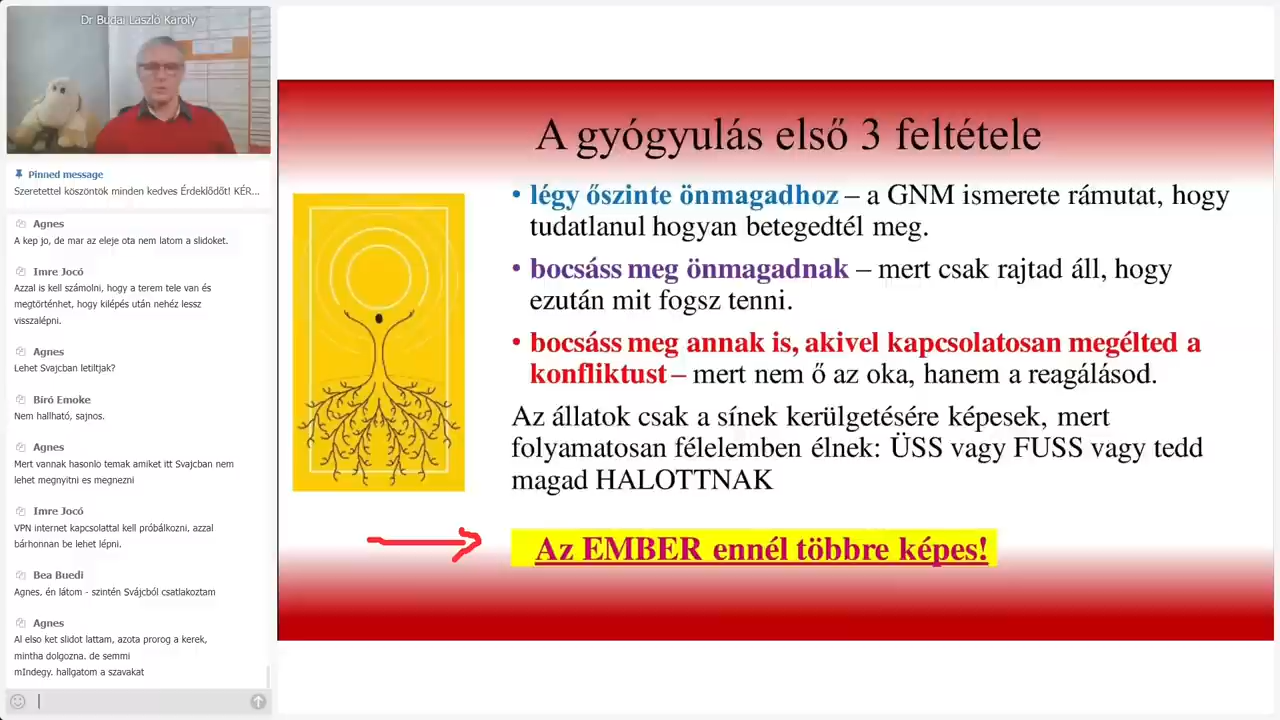 Dr Budai László Károly
Pinned message
Szeretettel köszöntök minden kedves Érdeklődőt! KÉR...
Agnes
A kep jo, de mar az eleje ota nem latom a slidoket.
Imre Jocó
Azzal is kell számolni, hogy a terem tele van és
megtörténhet, hogy kilépés után nehéz lessz
visszalépni.
Agnes
Lehet Svajcban letiltjak?
Bíró Emoke
Nem hallható, sajnos.
Agnes
Mert vannak hasonlo temak amiket itt Svajcban nem
lehet megnyitni es megnezni
Imre Jocó
VPN internet kapcsolattal kell próbálkozni, azzal
bárhonnan be lehet lépni.
Bea Buedi
Agnes, én látom - szintén Svájcból csatlakoztam
Agnes
Al elso ket slidot lattam, azota prorog a kerek,
mintha dolgozna. de semmi
mIndegy. hallgatom a szavakat
A gyógyulás első 3 feltétele
• légy őszinte önmagadhoz – a GNM ismerete rámutat, hogy
tudatlanul hogyan betegedtél meg.
• bocsáss meg önmagadnak – mert csak rajtad áll, hogy
ezután mit fogsz tenni.
• bocsáss meg annak is, akivel kapcsolatosan megélted a
konfliktust – mert nem ő az oka, hanem a reagálásod.
Az állatok csak a sínek kerülgetésére képesek, mert
folyamatosan félelemben élnek: ÜSS vagy FUSS vagy tedd
magad HALOTTNAK
Az EMBER ennél többre képes!